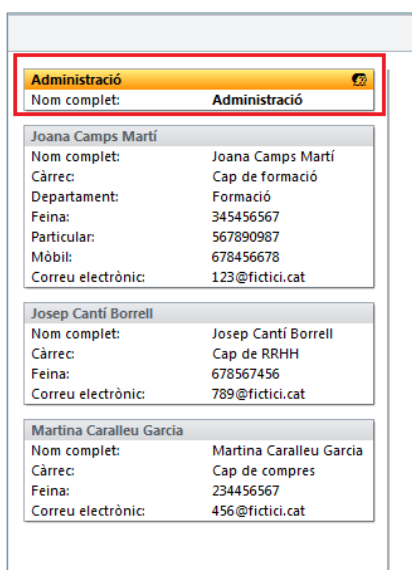 Administració
Nom complet: Administració
Joana Camps Martí
Nom complet: Joana Camps Martí
Càrrec: Cap de formació
Departament: Formació
Feina: 345456567
Particular: 567890987
Mòbil: 678456678
Correu electrònic: 123@fictici.cat
Josep Cantí Borrell
Nom complet: Josep Cantí Borrell
Càrrec: Cap de RRHH
Feina: 678567456
Correu electrònic: 789@fictici.cat
Martina Caralleu Garcia
Nom complet: Martina Caralleu Garcia
Càrrec: Cap de compres
Feina: 234456567
Correu electrònic: 456@fictici.cat